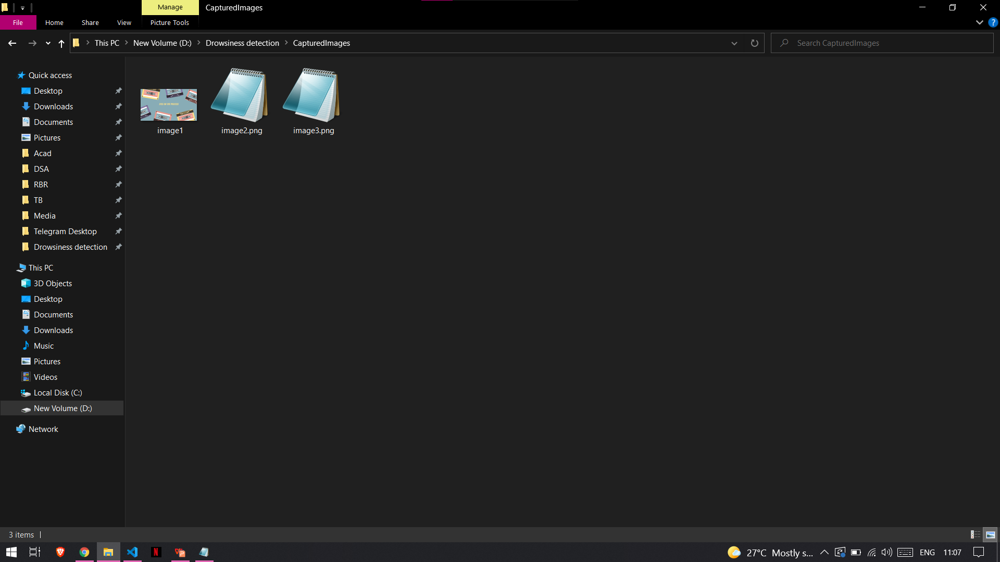 Manage
CapturedImages
File
Home
Share
View
Picture Tools
This PC
New Volume (D:)
Drowsiness detection
CapturedImages
Search CapturedImages
Quick access
Desktop
Downloads
Documents
Pictures
Acad
DSA
RBR
TB
Media
Telegram Desktop
Drowsiness detection
This PC
3D Objects
Desktop
Documents
Downloads
Music
Pictures
Videos
Local Disk (C:)
New Volume (D:)
Network
image1
image2.png
image3.png
3 items
27°C Mostly s...
ENG
11:07